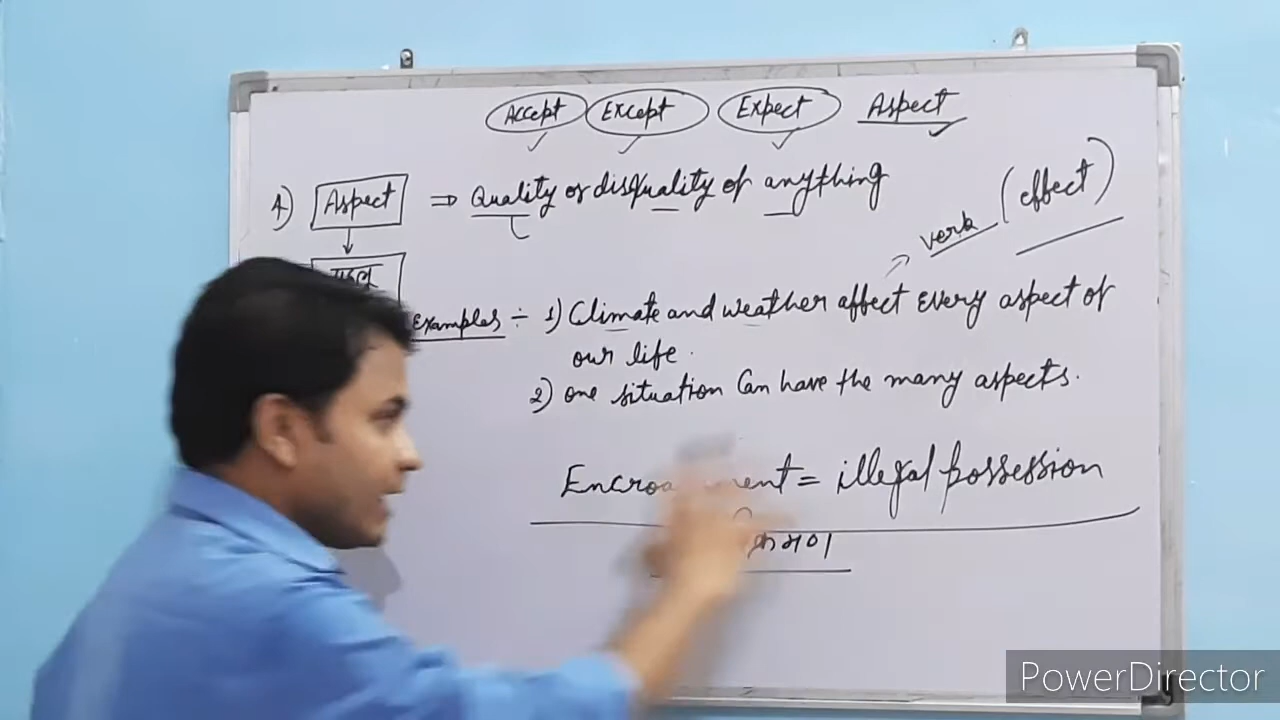 Accept Except Expect Aspect
4) Aspect ⇒ Quality or disquality of anything
verb (effect)
Examples ÷ 1) Climate and weather affect every aspect of
our life.
2) one situation can have the many aspects.
= illegal possession
PowerDirector